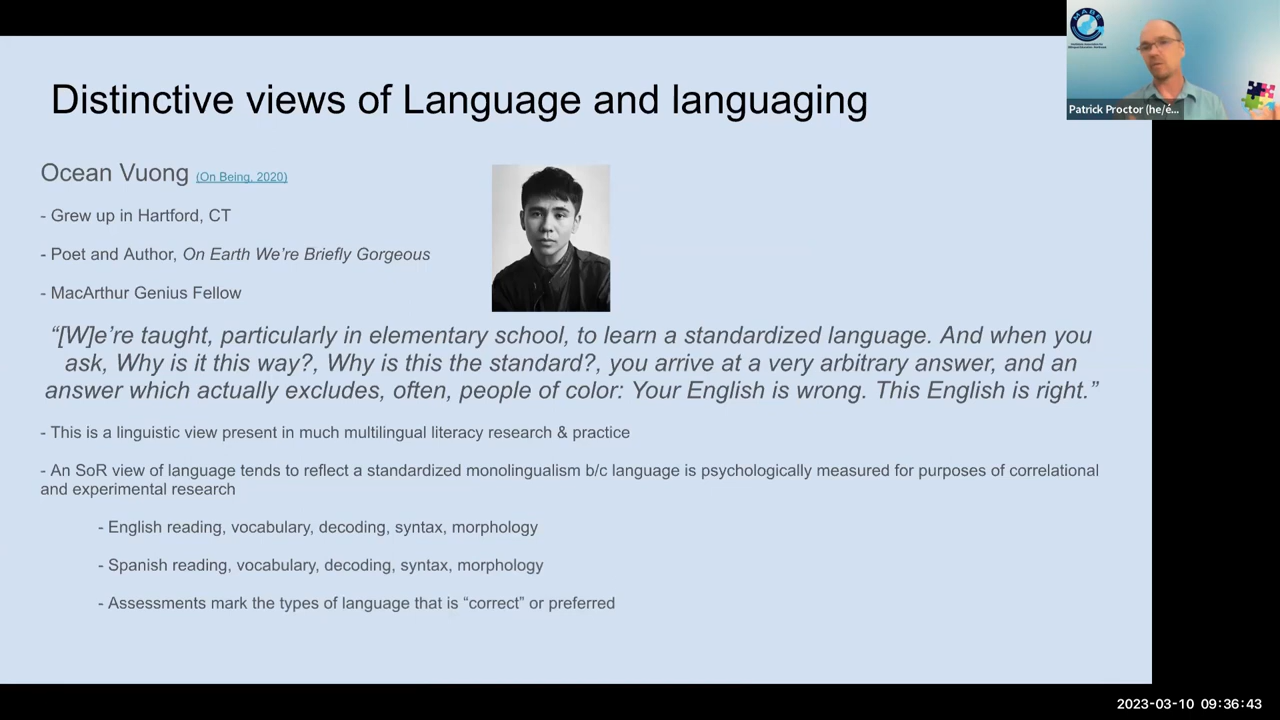 Distinctive views of Language and languaging
Ocean Vuong (On Being, 2020)
- Grew up in Hartford, CT
- Poet and Author, On Earth We’re Briefly Gorgeous
- MacArthur Genius Fellow
“[W]e’re taught, particularly in elementary school, to learn a standardized language. And when you
ask, Why is it this way?, Why is this the standard?, you arrive at a very arbitrary answer, and an
answer which actually excludes, often, people of color: Your English is wrong. This English is right.”
- This is a linguistic view present in much multilingual literacy research & practice
- An SoR view of language tends to reflect a standardized monolingualism b/c language is psychologically measured for purposes of correlational
and experimental research
- English reading, vocabulary, decoding, syntax, morphology
- Spanish reading, vocabulary, decoding, syntax, morphology
- Assessments mark the types of language that is “correct” or preferred
MABE
Patrick Proctor (he/é...
2023-03-10 09:36:43